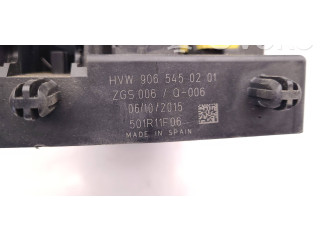 HVW 906 545 02 01
ZGS 006 / Q-006
06/10/2015
501R11F06
MADE IN SPAIN